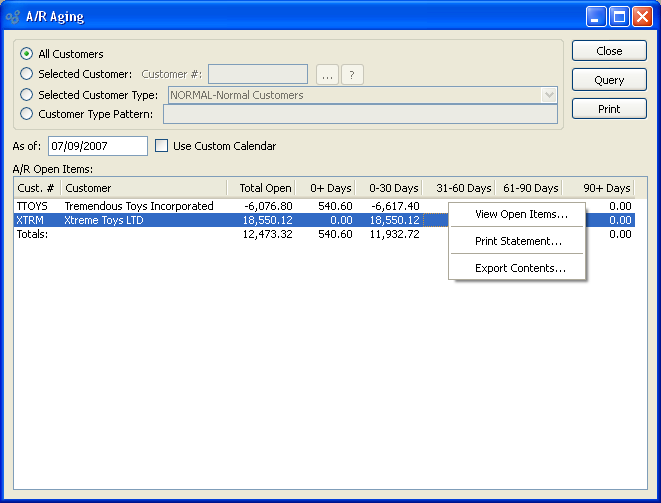 A/R Aging
All Customers
Close
Selected Customer: Customer #: ... ?
Query
Selected Customer Type: NORMAL-Normal Customers
Customer Type Pattern:
Print
As of: 07/09/2007 Use Custom Calendar
A/R Open Items:
Cust. # Customer Total Open 0+ Days 0-30 Days 31-60 Days 61-90 Days 90+ Days
TTOYS Tremendous Toys Incorporated -6,076.80 540.60 -6,617.40 0.00
XTRM Xtreme Toys LTD 18,550.12 0.00 18,550.12 0.00
Totals: 12,473.32 540.60 11,932.72 0.00
View Open Items...
Print Statement...
Export Contents...